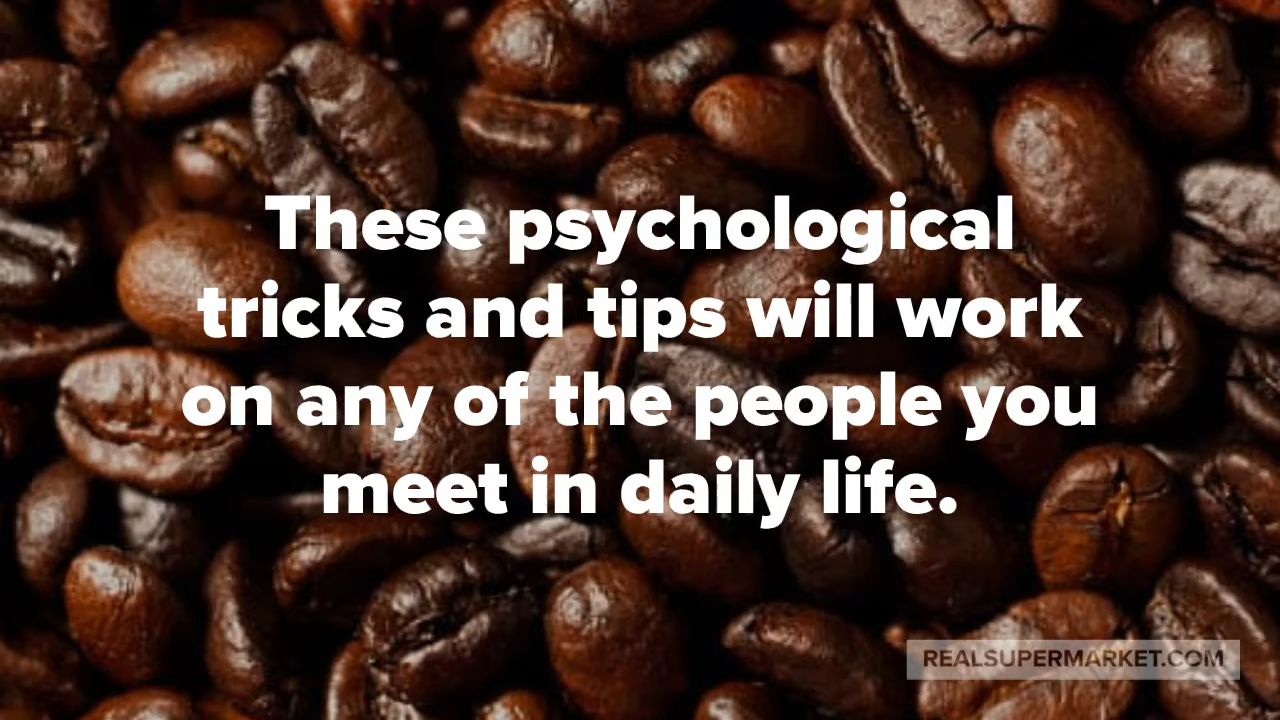 These psychological
tricks and tips will work
on any of the people you
meet in daily life.
REALSUPERMARKET.COM